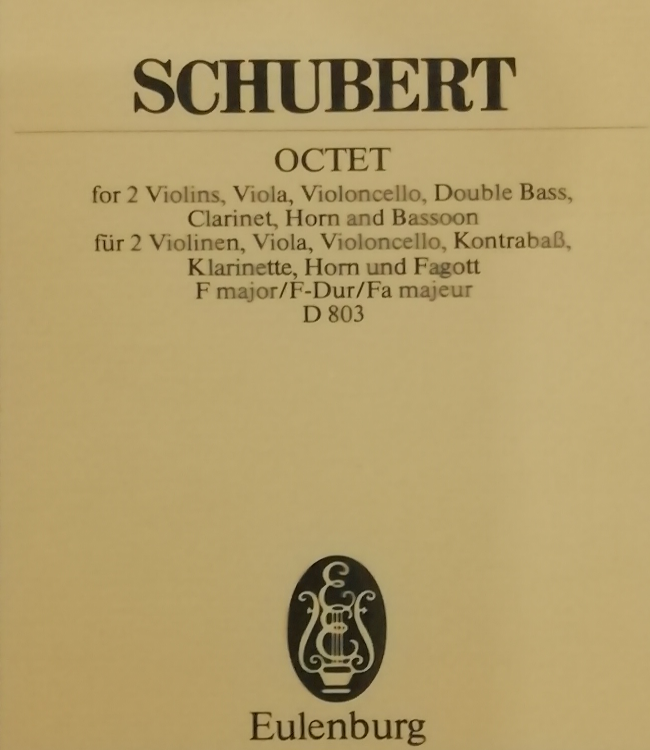 SCHUBERT
OCTET
for 2 Violins, Viola, Violoncello, Double Bass,
Clarinet, Horn and Bassoon
für 2 Violinen, Viola, Violoncello, Kontrabaß,
Klarinette, Horn und Fagott
F major/F-Dur/Fa majeur
D 803
Eulenburg